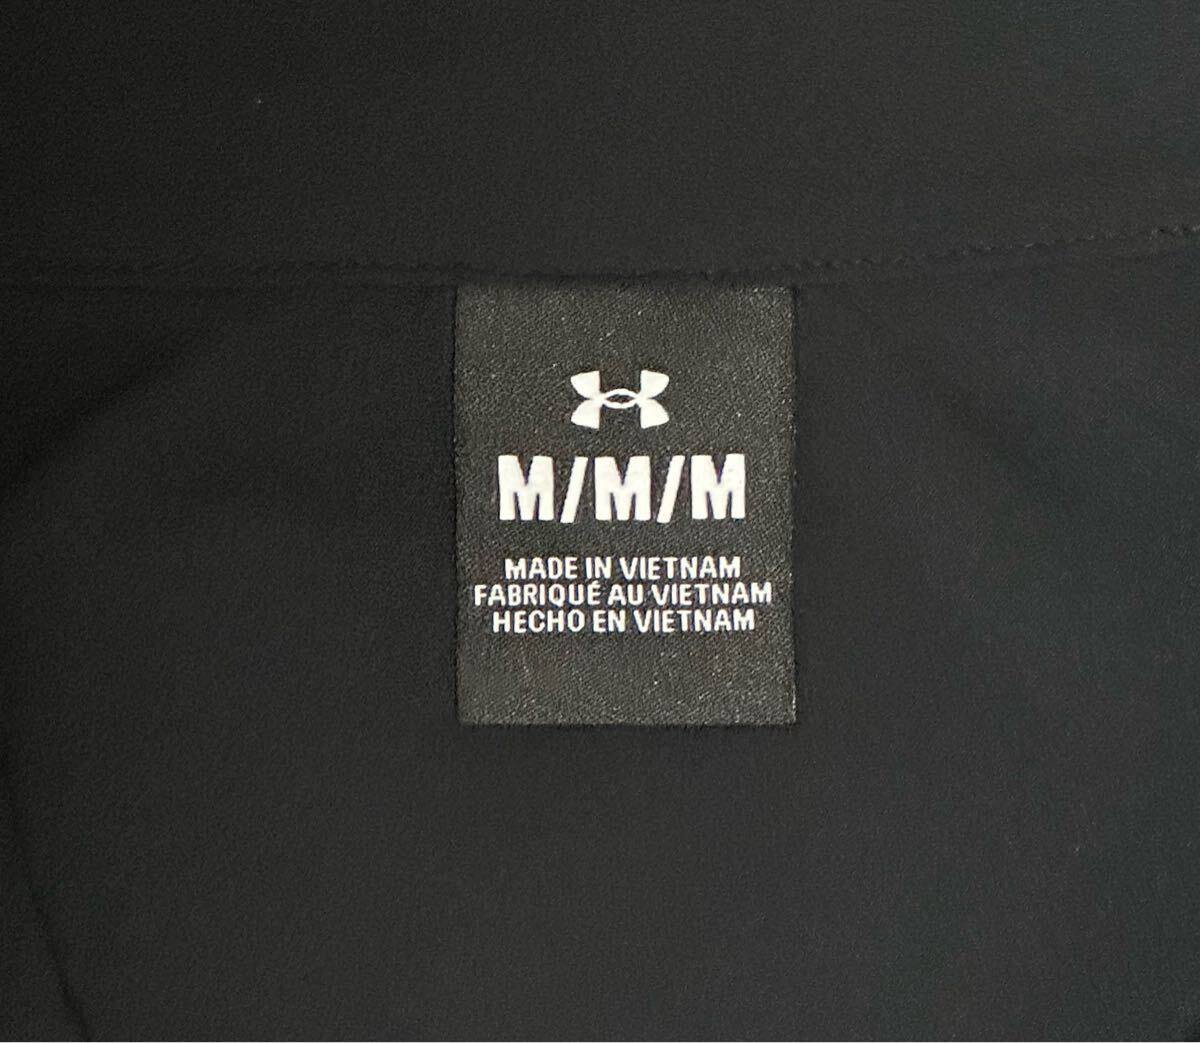 M/M/M
MADE IN VIETNAM
FABRIQUÉ AU VIETNAM
HECHO EN VIETNAM